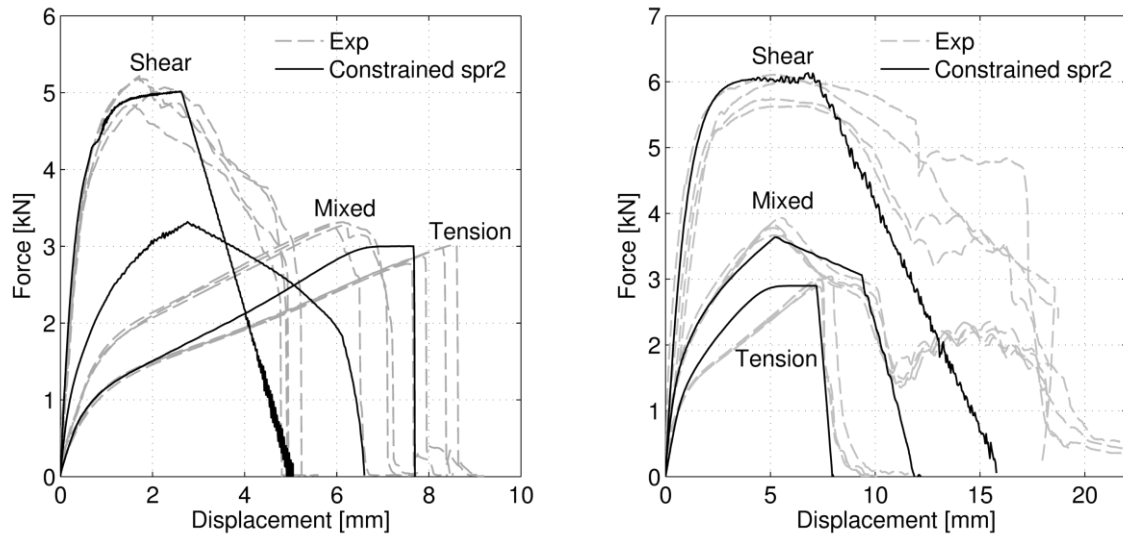 6
5
4
3
2
1
0
Force [kN]
Shear
Exp
Constrained spr2
Mixed
Tension
0 2 4 6 8 10
Displacement [mm]
7
6
5
4
3
2
1
0
Force [kN]
Shear
Exp
Constrained spr2
Mixed
Tension
0 5 10 15 20
Displacement [mm]